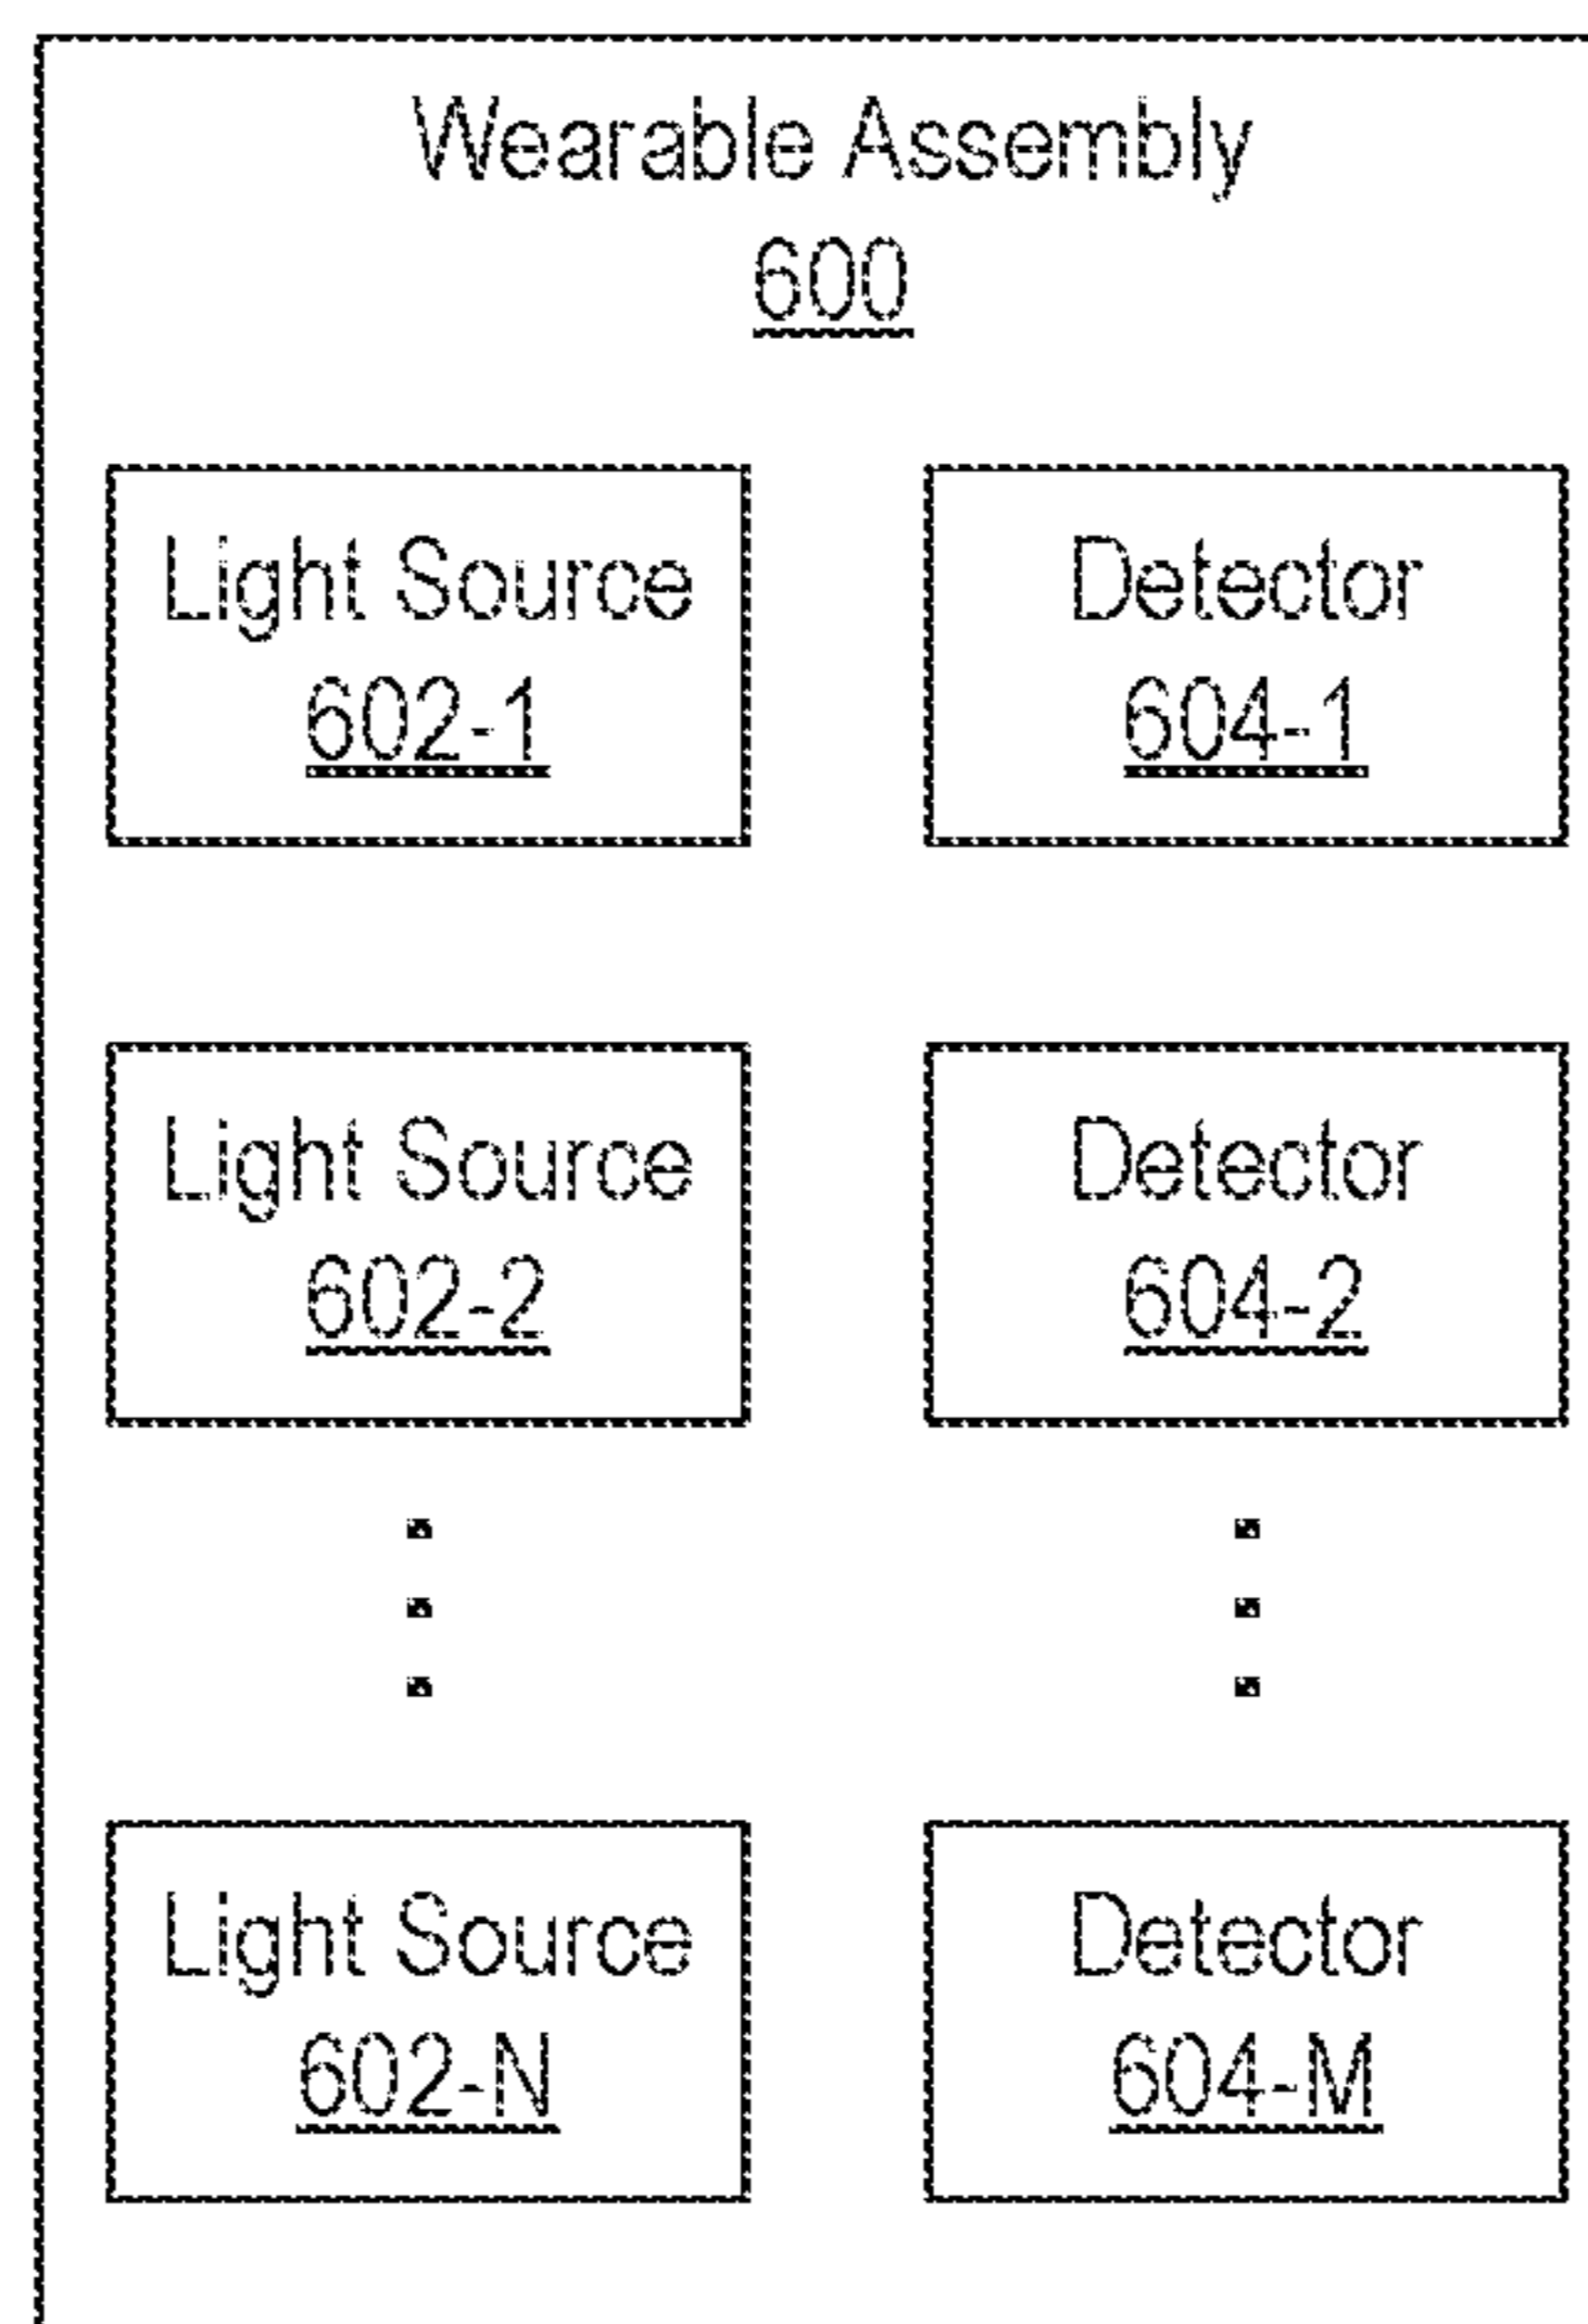 Wearable Assembly
600
Light Source
602-1
Detector
604-1
Light Source
602-2
Detector
604-2
Light Source
602-N
Detector
604-M